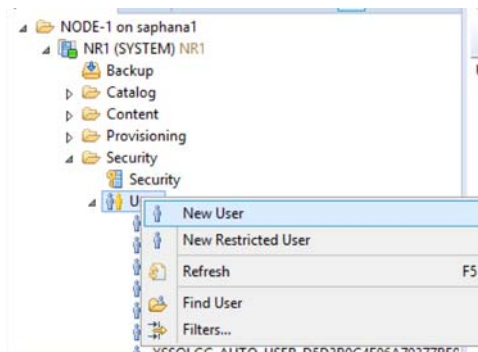 NODE-1 on saphana1
NR1 (SYSTEM) NR1
Backup
Catalog
Content
Provisioning
Security
Security
New User
New Restricted User
Refresh F5
Find User
Filters...